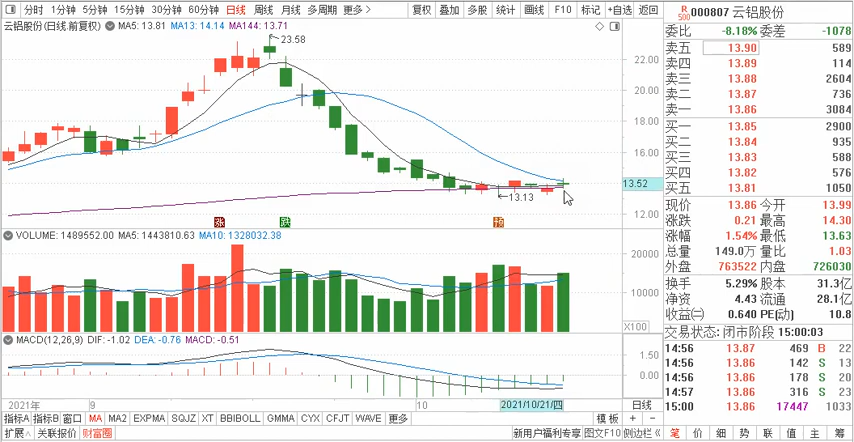 分时 1分钟 5分钟 15分钟 30分钟 60分钟 日线 周线 月线 多周期 更多 复权 叠加 多股 统计 画线 F10 标记 +自选 返回
云铝股份(日线.前复权) MA5: 13.81 MA13: 14.14 MA144: 13.71
23.58
22.00
20.00
18.00
16.00
13.52
13.13
12.00
涨 跌
VOLUME: 1489552.00 MA5: 1443810.63 MA10: 1328032.38
20000
10000
X100
MACD(12,26,9) DIF: -1.02 DEA: -0.76 MACD: -0.51
1.50
0.00
2021年 9 10 2021/10/21/四 日线
指标A 指标B 窗口 MA MA2 EXPMA SQJZ XT BBIBOLL GMMA CYX CFJT WAVE 更多 模板 + -
扩展∧ 关联报价 财富圈 新用户福利专享 图文F10 侧边栏《
R 500 000807 云铝股份
委比 -8.18% 委差 -1078
卖五 13.90 589
卖四 13.89 114
卖三 13.88 2604
卖二 13.87 736
卖一 13.86 3084
买一 13.85 2900
买二 13.84 935
买三 13.83 588
买四 13.82 576
买五 13.81 1050
现价 13.86 今开 13.99
涨跌 0.21 最高 14.30
涨幅 1.54% 最低 13.63
总量 149.0万 量比 1.03
外盘 763522 内盘 726030
换手 5.29% 股本 31.3亿
净资 4.43 流通 28.1亿
收益㈡ 0.640 PE(动) 10.8
交易状态: 闭市阶段 15:00:03
14:56 13.87 469 B 22
14:56 13.86 142 S 13
14:56 13.86 178 S 20
14:57 13.86 316 S 23
15:00 13.86 17447 1033
笔 价 细 势 联 值 主 筹